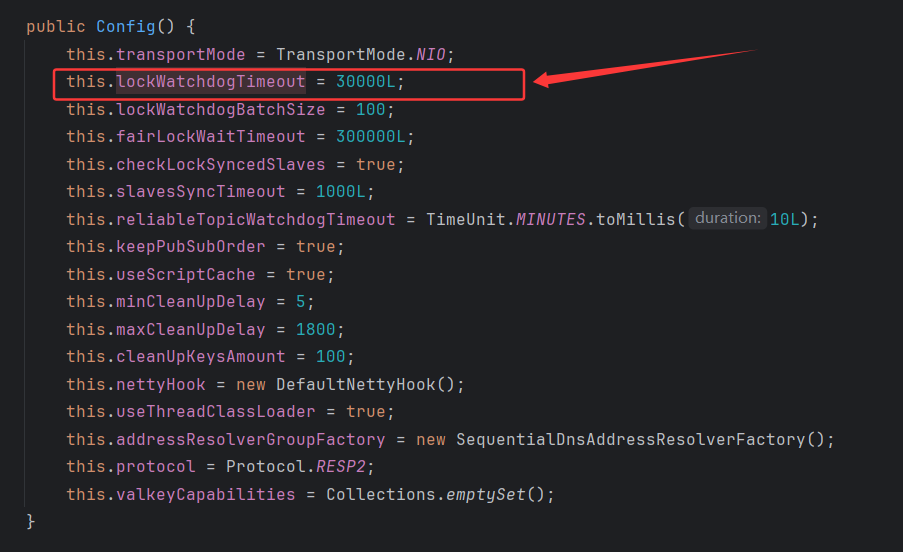 public Config() {
this.transportMode = TransportMode.NIO;
this.lockWatchdogTimeout = 30000L;
this.lockWatchdogBatchSize = 100;
this.fairLockWaitTimeout = 300000L;
this.checkLockSyncedSlaves = true;
this.slavesSyncTimeout = 1000L;
this.reliableTopicWatchdogTimeout = TimeUnit.MINUTES.toMillis( duration: 10L);
this.keepPubSubOrder = true;
this.useScriptCache = true;
this.minCleanUpDelay = 5;
this.maxCleanUpDelay = 1800;
this.cleanUpKeysAmount = 100;
this.nettyHook = new DefaultNettyHook();
this.useThreadClassLoader = true;
this.addressResolverGroupFactory = new SequentialDnsAddressResolverFactory();
this.protocol = Protocol.RESP2;
this.valkeyCapabilities = Collections.emptySet();
}